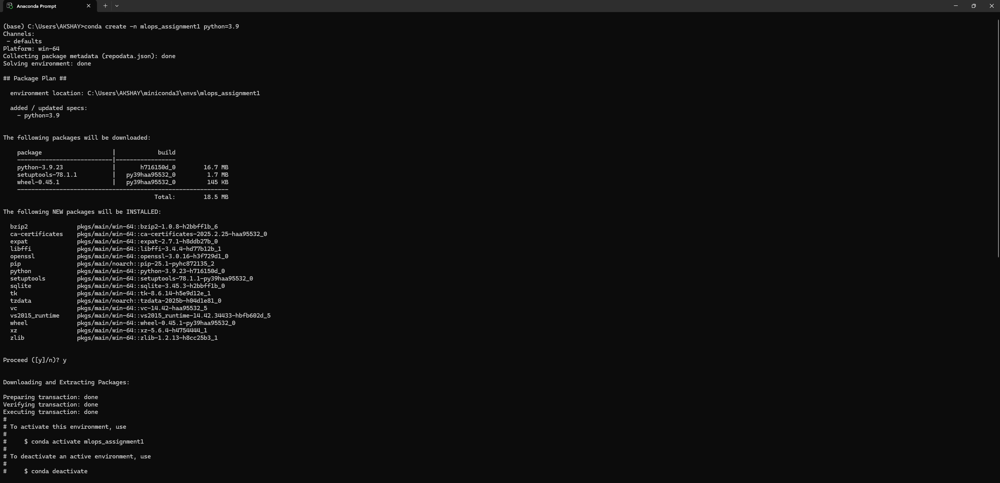 Anaconda Prompt
(base) C:\Users\AKSHAY>conda create -n mlops_assignment1 python=3.9
Channels:
 - defaults
Platform: win-64
Collecting package metadata (repodata.json): done
Solving environment: done
## Package Plan ##
  environment location: C:\Users\AKSHAY\miniconda3\envs\mlops_assignment1
  added / updated specs:
    - python=3.9
The following packages will be downloaded:
    package                    |            build
    ---------------------------|-----------------
    python-3.9.23              |       h716150d_0        16.7 MB
    setuptools-78.1.1          |   py39haa95532_0         1.7 MB
    wheel-0.45.1               |   py39haa95532_0         145 KB
    ------------------------------------------------------------
                                           Total:        18.5 MB
The following NEW packages will be INSTALLED:
  bzip2              pkgs/main/win-64::bzip2-1.0.8-h2bbff1b_6
  ca-certificates    pkgs/main/win-64::ca-certificates-2025.2.25-haa95532_0
  expat              pkgs/main/win-64::expat-2.7.1-h8ddb27b_0
  libffi             pkgs/main/win-64::libffi-3.4.4-hd77b12b_1
  openssl            pkgs/main/win-64::openssl-3.0.16-h3f729d1_0
  pip                pkgs/main/noarch::pip-25.1-pyhc872135_2
  python             pkgs/main/win-64::python-3.9.23-h716150d_0
  setuptools         pkgs/main/win-64::setuptools-78.1.1-py39haa95532_0
  sqlite             pkgs/main/win-64::sqlite-3.45.3-h2bbff1b_0
  tk                 pkgs/main/win-64::tk-8.6.14-h5e9d12e_1
  tzdata             pkgs/main/noarch::tzdata-2025b-h04d1e81_0
  vc                 pkgs/main/win-64::vc-14.42-haa95532_5
  vs2015_runtime     pkgs/main/win-64::vs2015_runtime-14.42.34433-hbfb602d_5
  wheel              pkgs/main/win-64::wheel-0.45.1-py39haa95532_0
  xz                 pkgs/main/win-64::xz-5.6.4-h4754444_1
  zlib               pkgs/main/win-64::zlib-1.2.13-h8cc25b3_1
Proceed ([y]/n)? y
Downloading and Extracting Packages:
Preparing transaction: done
Verifying transaction: done
Executing transaction: done
#
# To activate this environment, use
#
#     $ conda activate mlops_assignment1
#
# To deactivate an active environment, use
#
#     $ conda deactivate